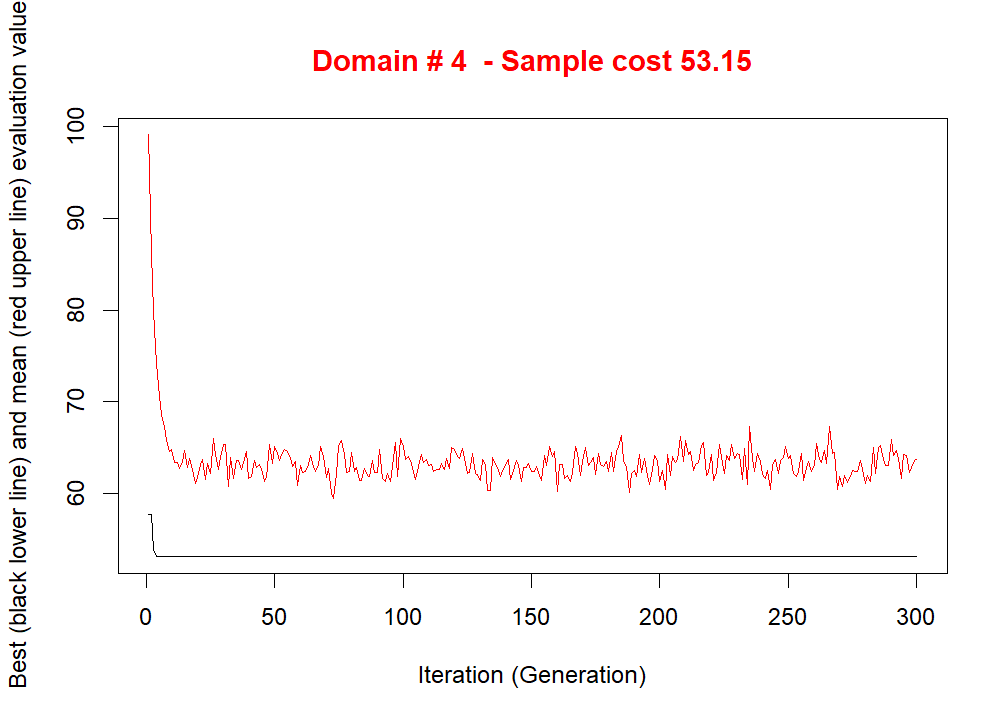 Domain # 4  - Sample cost 53.15
Best (black lower line) and mean (red upper line) evaluation value
100
90
80
70
60
0 50 100 150 200 250 300
Iteration (Generation)